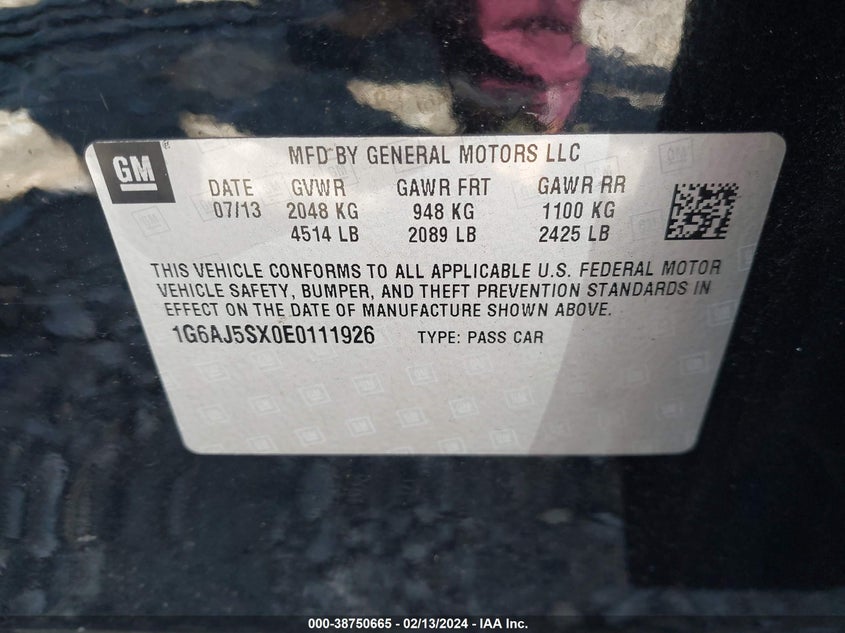 GM
MFD BY GENERAL MOTORS LLC
DATE GVWR GAWR FRT GAWR RR
07/13 2048 KG 948 KG 1100 KG
4514 LB 2089 LB 2425 LB
THIS VEHICLE CONFORMS TO ALL APPLICABLE U.S. FEDERAL MOTOR
VEHICLE SAFETY, BUMPER, AND THEFT PREVENTION STANDARDS IN
EFFECT ON THE DATE OF MANUFACTURE SHOWN ABOVE.
1G6AJ5SX0E0111926 TYPE: PASS CAR
000-38750665 - 02/13/2024 - IAA Inc.